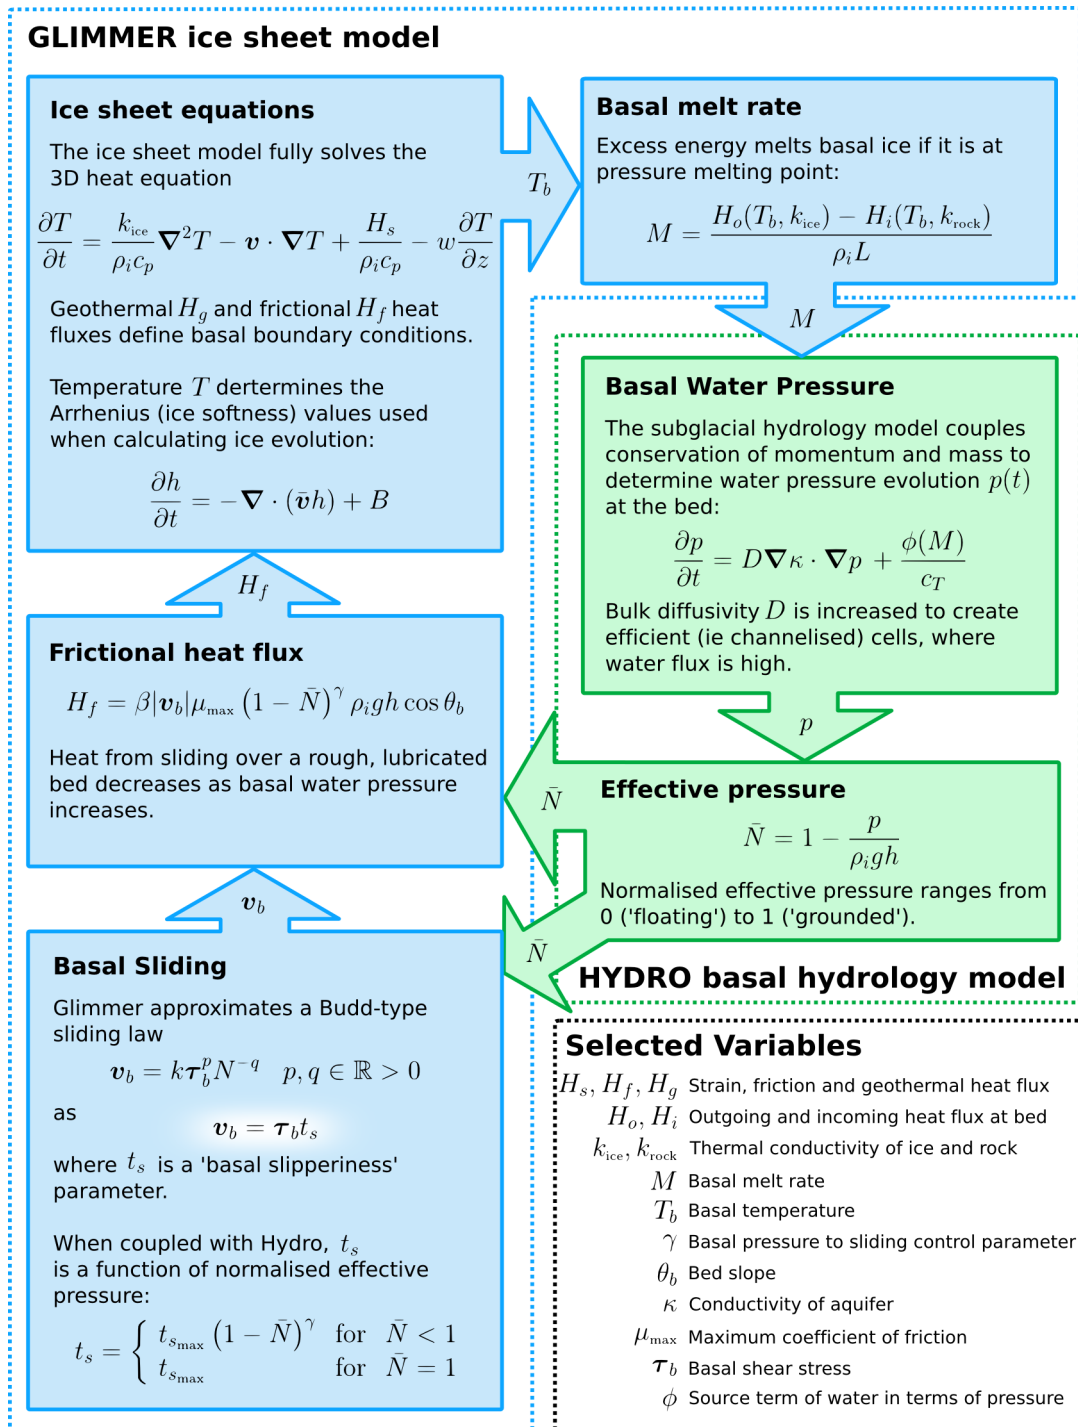 GLIMMER ice sheet model
Ice sheet equations
The ice sheet model fully solves the
3D heat equation
∂T/∂t = k_ice/(ρ_i c_p) ∇²T − v · ∇T + H_s/(ρ_i c_p) − w ∂T/∂z
Geothermal H_g and frictional H_f heat
fluxes define basal boundary conditions.
Temperature T dertermines the
Arrhenius (ice softness) values used
when calculating ice evolution:
∂h/∂t = −∇ · (v̄h) + B
T_b
Basal melt rate
Excess energy melts basal ice if it is at
pressure melting point:
M = (H_o(T_b, k_ice) − H_i(T_b, k_rock))/(ρ_i L)
M
Basal Water Pressure
The subglacial hydrology model couples
conservation of momentum and mass to
determine water pressure evolution p(t)
at the bed:
∂p/∂t = D∇κ · ∇p + ϕ(M)/c_T
Bulk diffusivity D is increased to create
efficient (ie channelised) cells, where
water flux is high.
p
Effective pressure
N̄ = 1 − p/(ρ_i gh)
Normalised effective pressure ranges from
0 ('floating') to 1 ('grounded').
N̄
N̄
HYDRO basal hydrology model
H_f
Frictional heat flux
H_f = β|v_b|μ_max (1 − N̄)^γ ρ_i gh cos θ_b
Heat from sliding over a rough, lubricated
bed decreases as basal water pressure
increases.
v_b
Basal Sliding
Glimmer approximates a Budd-type
sliding law
v_b = kτ_b^p N^−q p, q ∈ ℝ > 0
as
v_b = τ_b t_s
where t_s is a 'basal slipperiness'
parameter.
When coupled with Hydro, t_s
is a function of normalised effective
pressure:
t_s = { t_s_max (1 − N̄)^γ for N̄ < 1
t_s_max for N̄ = 1
Selected Variables
H_s, H_f, H_g Strain, friction and geothermal heat flux
H_o, H_i Outgoing and incoming heat flux at bed
k_ice, k_rock Thermal conductivity of ice and rock
M Basal melt rate
T_b Basal temperature
γ Basal pressure to sliding control parameter
θ_b Bed slope
κ Conductivity of aquifer
μ_max Maximum coefficient of friction
τ_b Basal shear stress
ϕ Source term of water in terms of pressure